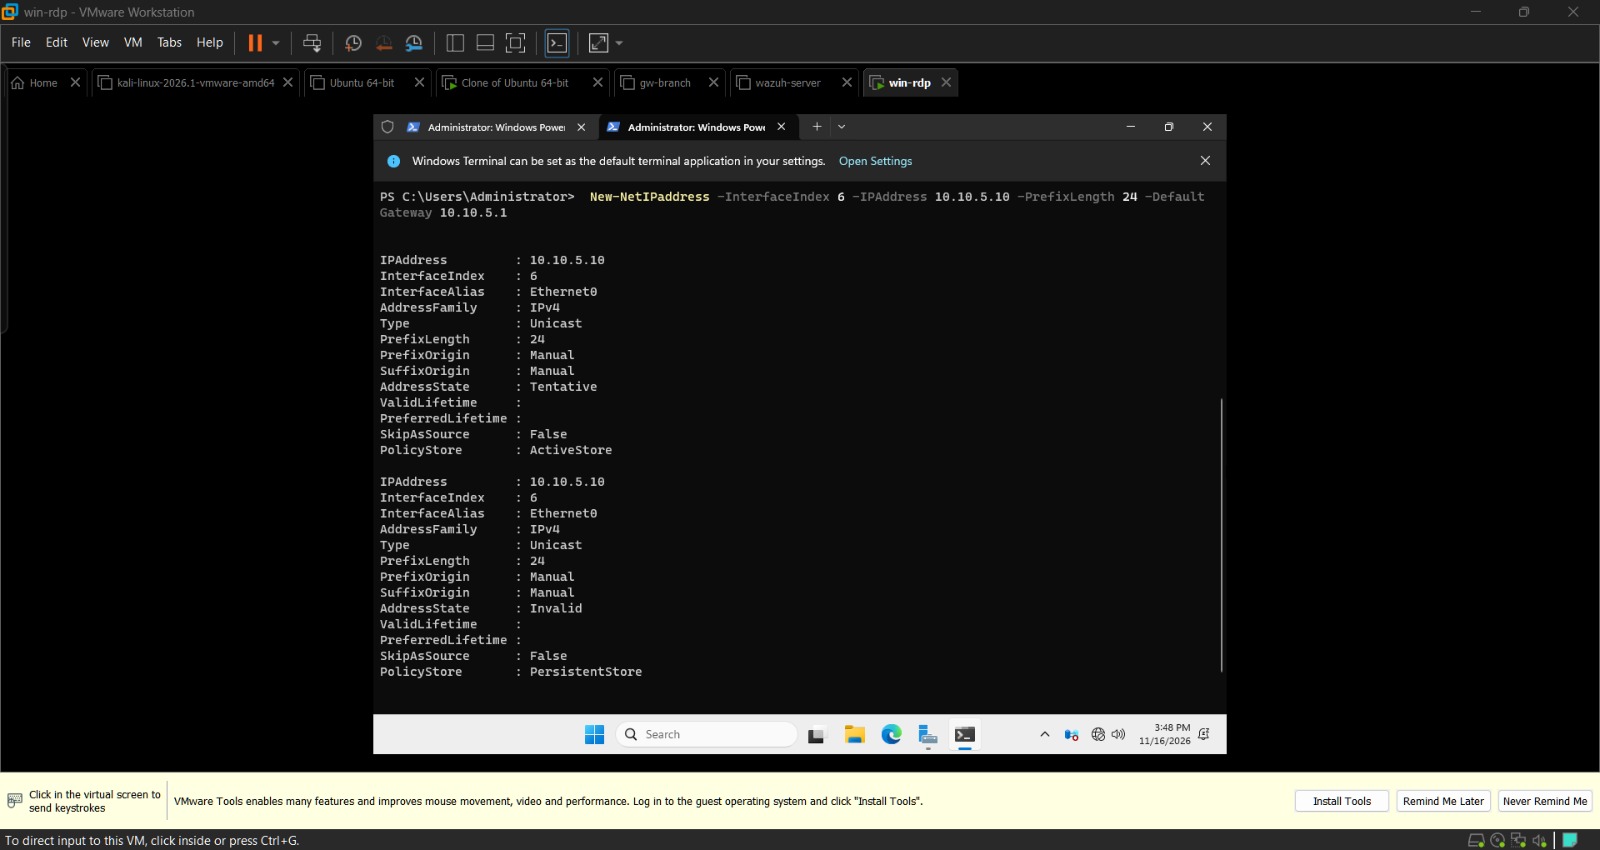 win-rdp - VMware Workstation
File Edit View VM Tabs Help
Home kali-linux-2026.1-vmware-amd64 Ubuntu 64-bit Clone of Ubuntu 64-bit gw-branch wazuh-server win-rdp
Administrator: Windows Power Administrator: Windows Pow
Windows Terminal can be set as the default terminal application in your settings. Open Settings
PS C:\Users\Administrator> New-NetIPaddress -InterfaceIndex 6 -IPAddress 10.10.5.10 -PrefixLength 24 -Default
Gateway 10.10.5.1
IPAddress : 10.10.5.10
InterfaceIndex : 6
InterfaceAlias : Ethernet0
AddressFamily : IPv4
Type : Unicast
PrefixLength : 24
PrefixOrigin : Manual
SuffixOrigin : Manual
AddressState : Tentative
ValidLifetime :
PreferredLifetime :
SkipAsSource : False
PolicyStore : ActiveStore
IPAddress : 10.10.5.10
InterfaceIndex : 6
InterfaceAlias : Ethernet0
AddressFamily : IPv4
Type : Unicast
PrefixLength : 24
PrefixOrigin : Manual
SuffixOrigin : Manual
AddressState : Invalid
ValidLifetime :
PreferredLifetime :
SkipAsSource : False
PolicyStore : PersistentStore
Search
3:48 PM
11/16/2026
Click in the virtual screen to
send keystrokes
VMware Tools enables many features and improves mouse movement, video and performance. Log in to the guest operating system and click "Install Tools".
Install Tools Remind Me Later Never Remind Me
To direct input to this VM, click inside or press Ctrl+G.